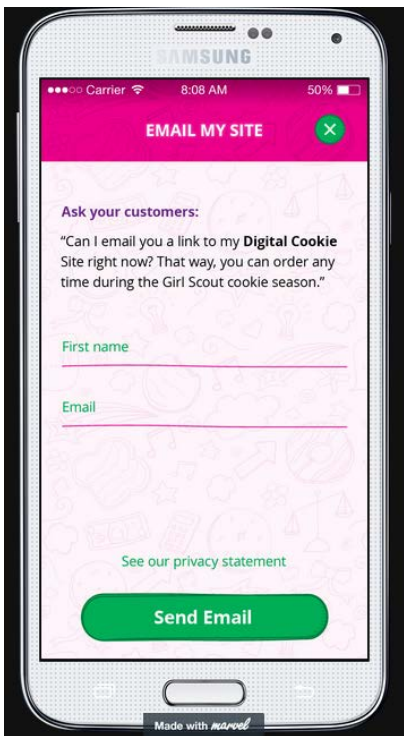 SAMSUNG
Carrier 8:08 AM 50%
EMAIL MY SITE
Ask your customers:
“Can I email you a link to my Digital Cookie
Site right now? That way, you can order any
time during the Girl Scout cookie season.”
First name
Email
See our privacy statement
Send Email
Made with marvel